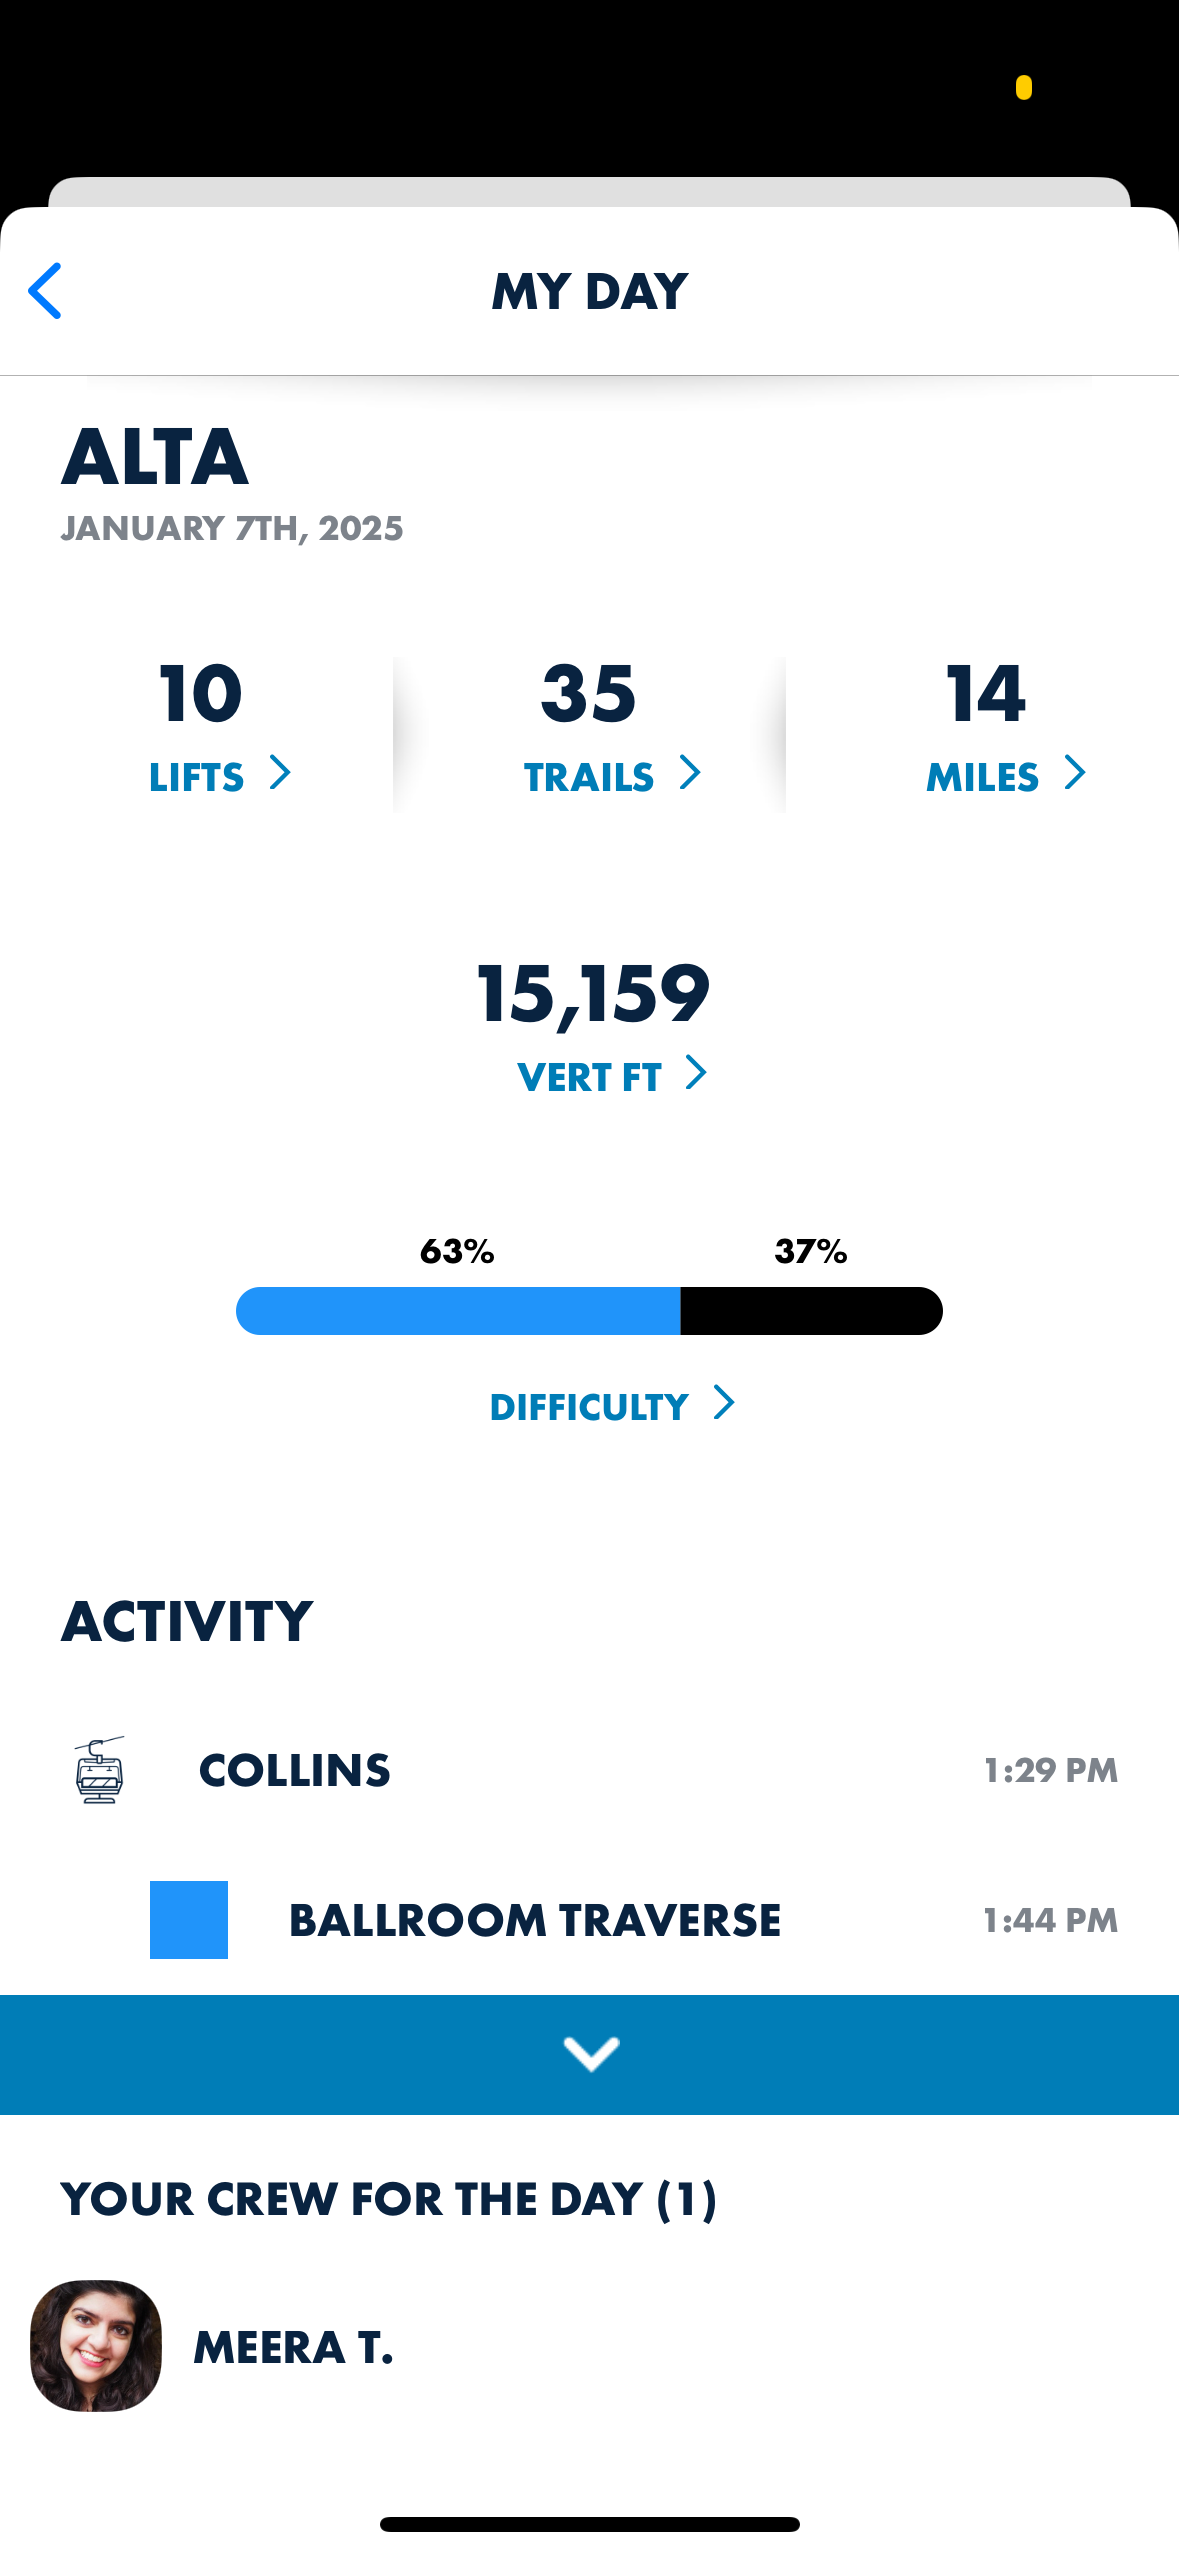 MY DAY
ALTA
JANUARY 7TH, 2025
10 35 14
LIFTS TRAILS MILES
15,159
VERT FT
63% 37%
DIFFICULTY
ACTIVITY
COLLINS 1:29 PM
BALLROOM TRAVERSE 1:44 PM
YOUR CREW FOR THE DAY (1)
MEERA T.